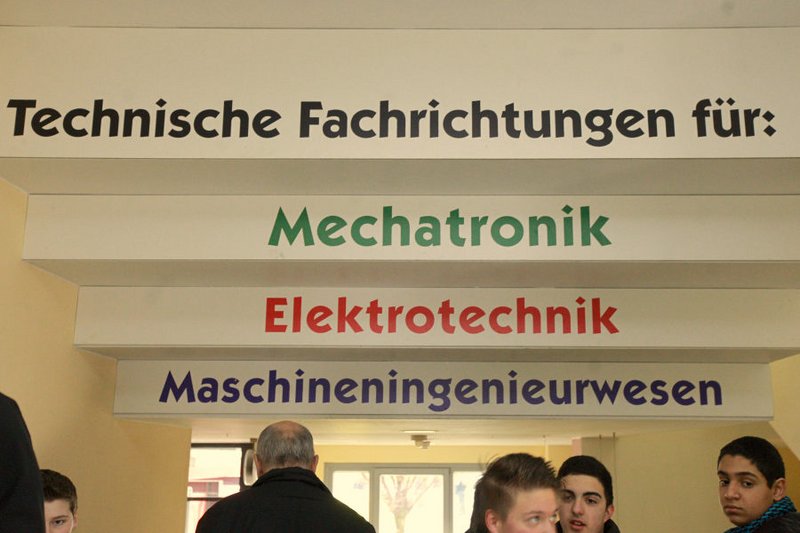 Technische Fachrichtungen für:
Mechatronik
Elektrotechnik
Maschineningenieurwesen